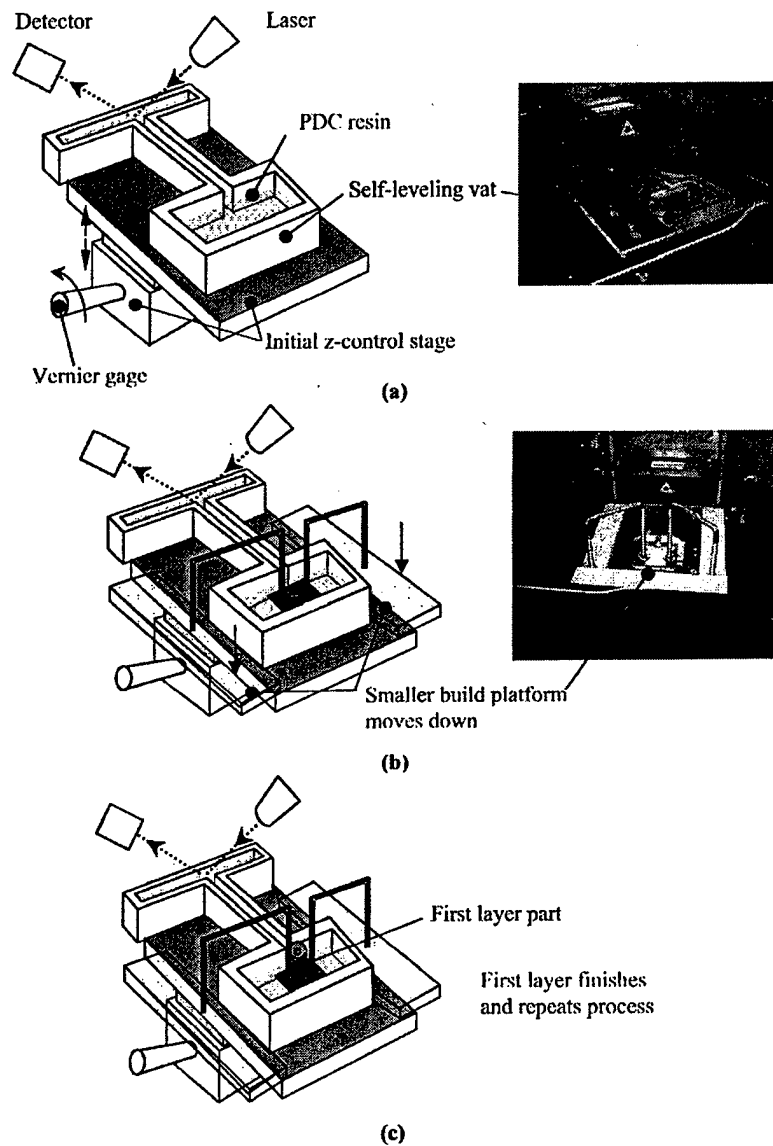 Detector
Laser
PDC resin
Self-leveling vat
Initial z-control stage
Vernier gage
(a)
Smaller build platform
moves down
(b)
First layer part
First layer finishes
and repeats process
(c)